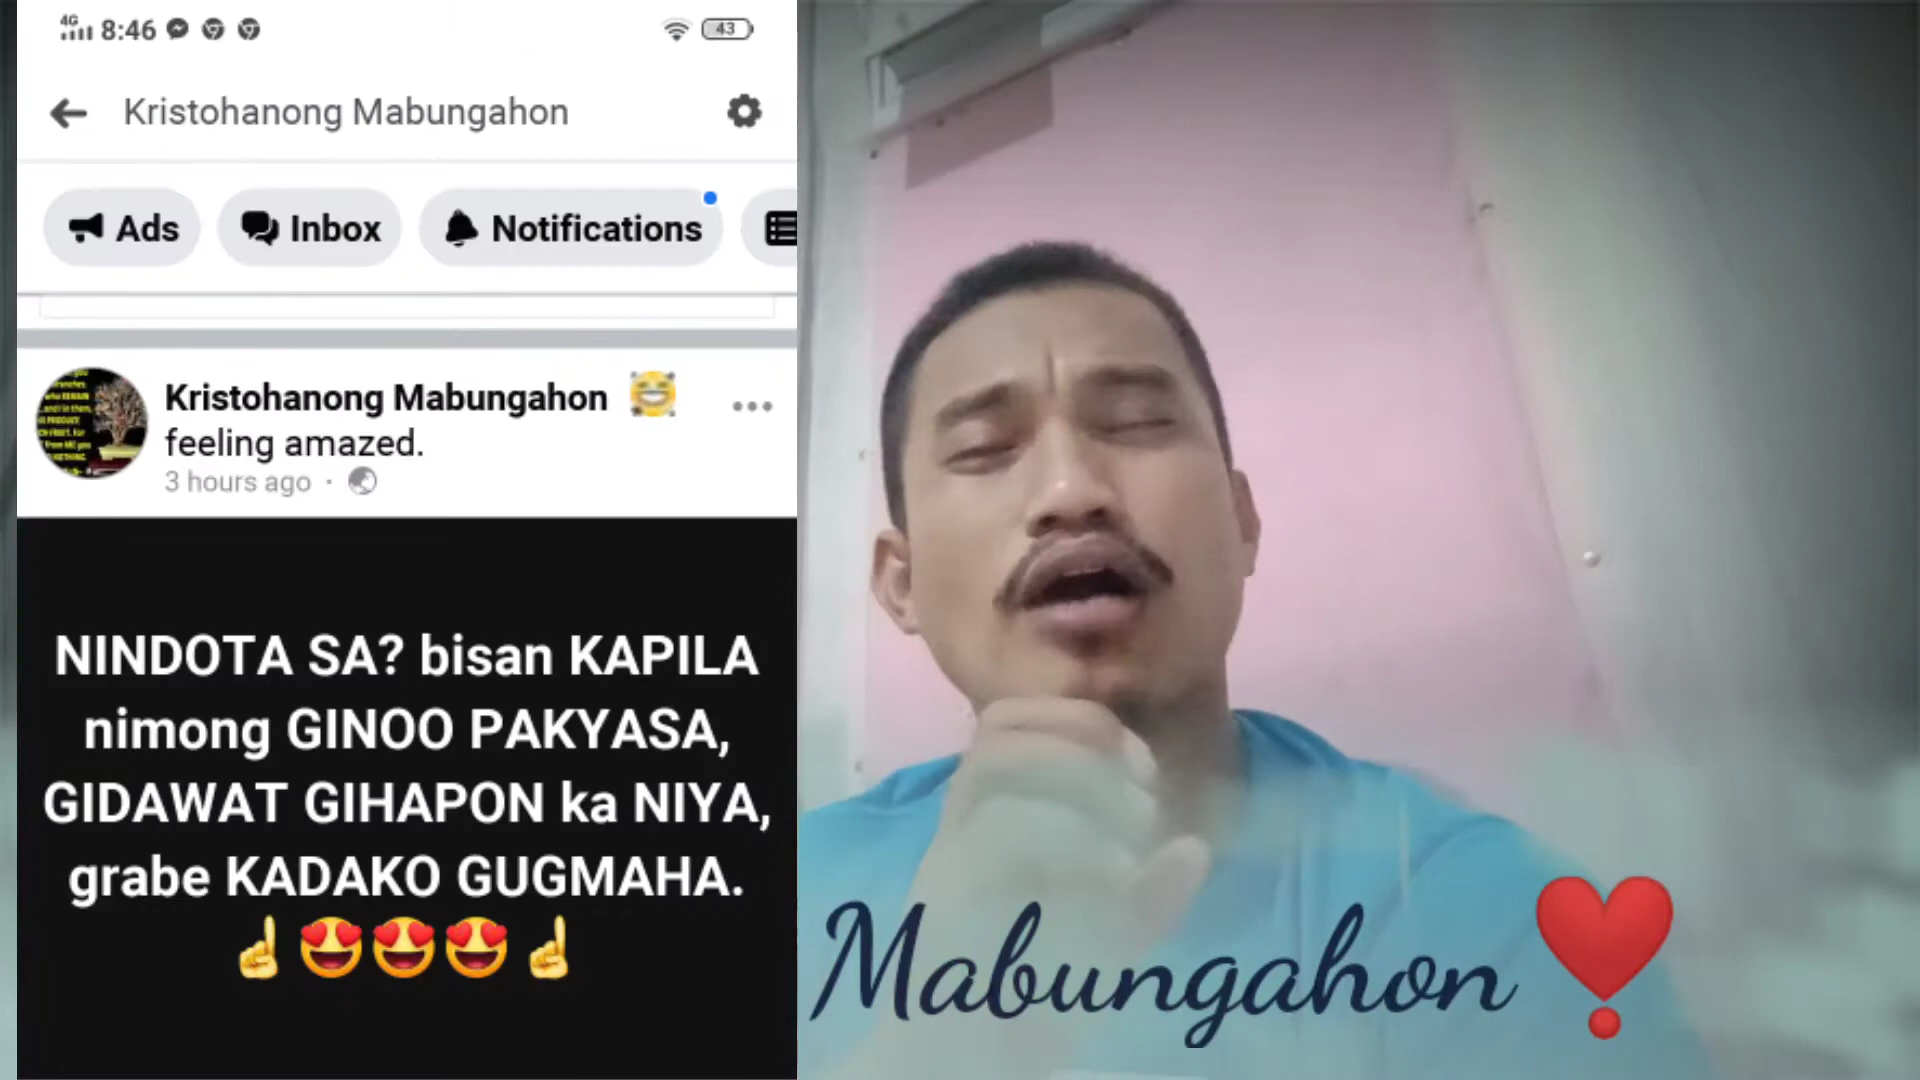 4G 8:46 43
Kristohanong Mabungahon
Ads Inbox Notifications
Kristohanong Mabungahon
feeling amazed.
3 hours ago ·
NINDOTA SA? bisan KAPILA
nimong GINOO PAKYASA,
GIDAWAT GIHAPON ka NIYA,
grabe KADAKO GUGMAHA.
☝😍😍😍☝
Mabungahon❣